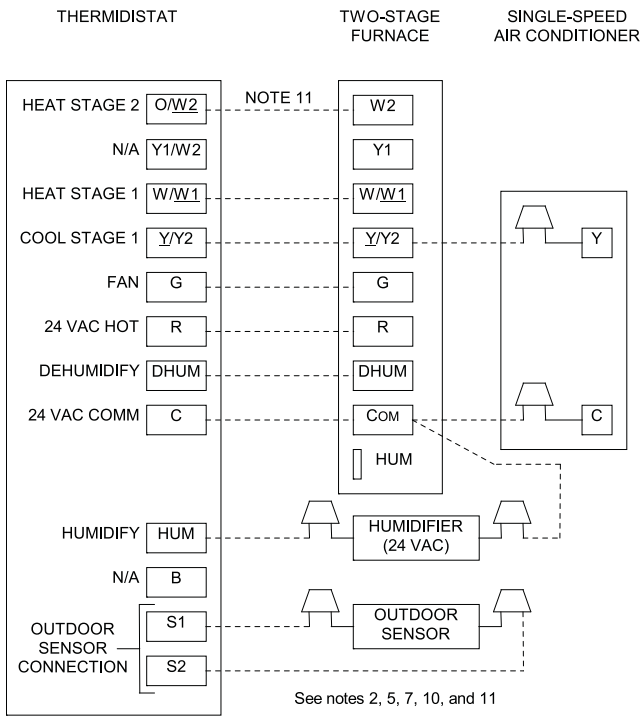 THERMIDISTAT
TWO-STAGE
FURNACE
SINGLE-SPEED
AIR CONDITIONER
HEAT STAGE 2 O/W2 NOTE 11 W2
N/A Y1/W2 Y1
HEAT STAGE 1 W/W1 W/W1
COOL STAGE 1 Y/Y2 Y/Y2 Y
FAN G G
24 VAC HOT R R
DEHUMIDIFY DHUM DHUM
24 VAC COMM C COM C
HUM
HUMIDIFY HUM
HUMIDIFIER
(24 VAC)
N/A B
OUTDOOR
SENSOR
CONNECTION
S1
S2
OUTDOOR
SENSOR
See notes 2, 5, 7, 10, and 11